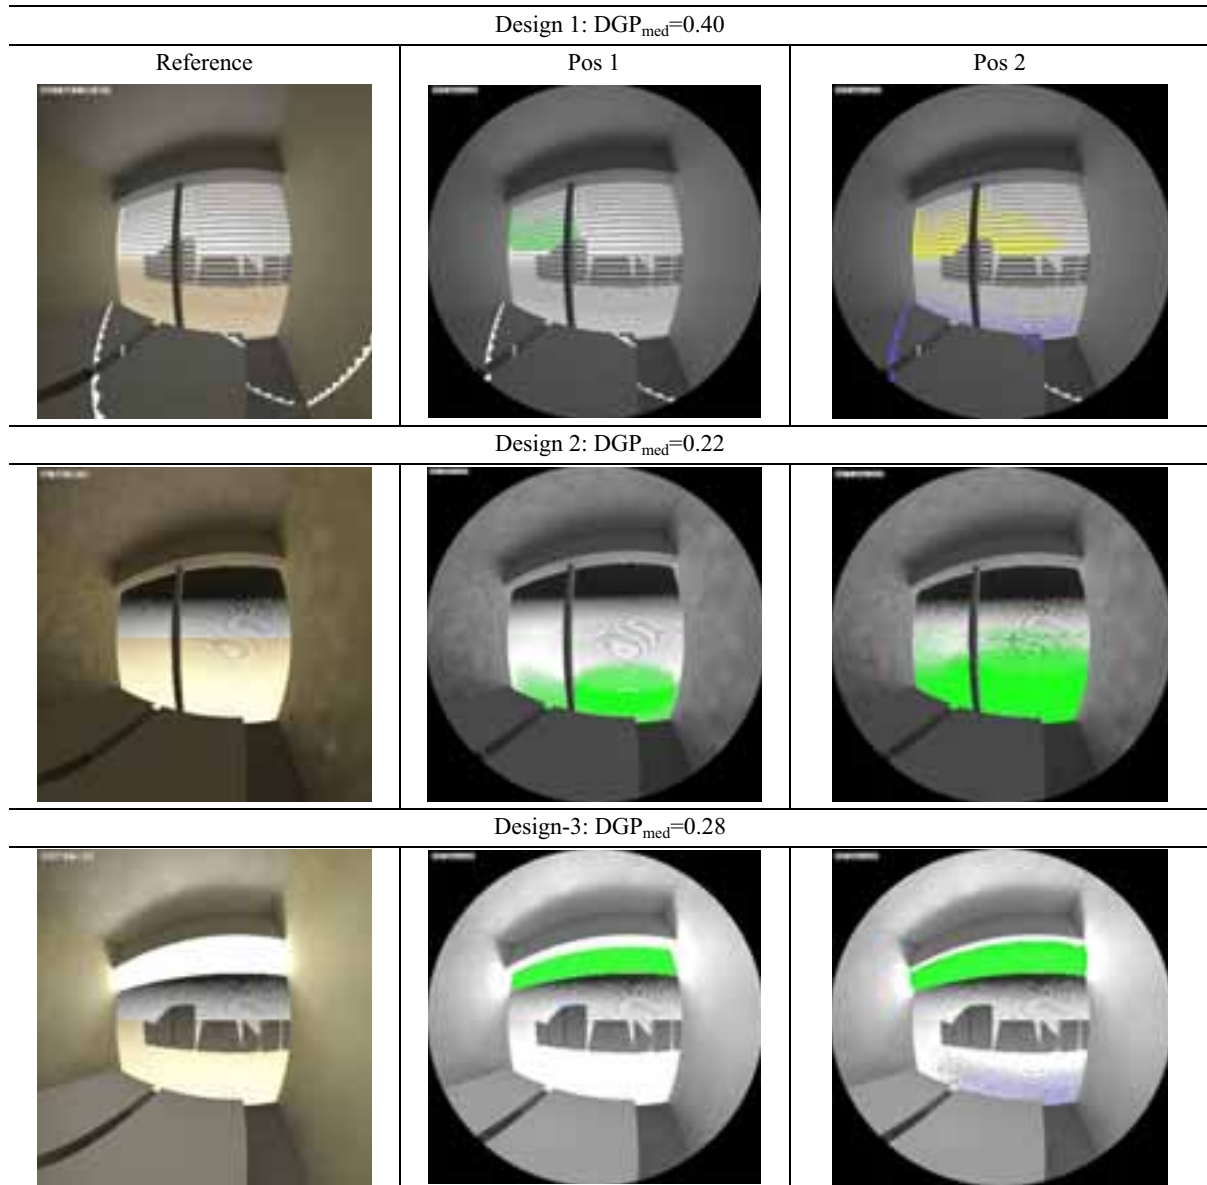 Design 1: DGPmed=0.40
Reference
Pos 1
Pos 2
Design 2: DGPmed=0.22
Design-3: DGPmed=0.28